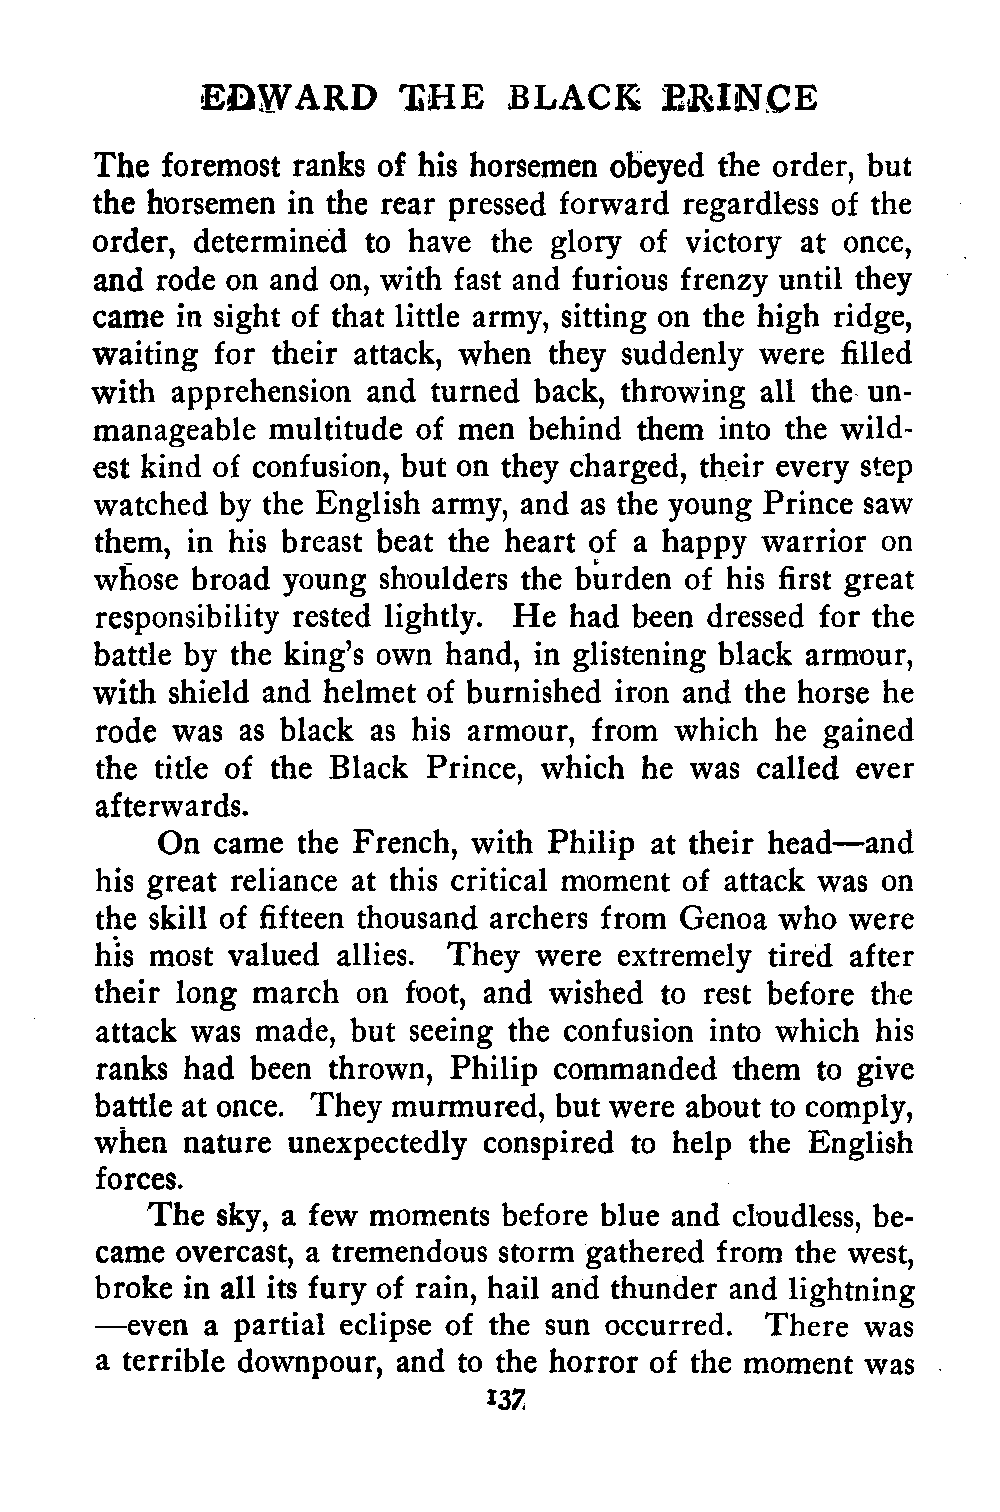 EDWARD THE BLACK PRINCE
The foremost ranks of his horsemen obeyed the order, but
the horsemen in the rear pressed forward regardless of the
order, determined to have the glory of victory at once,
and rode on and on, with fast and furious frenzy until they
came in sight of that little army, sitting on the high ridge,
waiting for their attack, when they suddenly were filled
with apprehension and turned back, throwing all the un-
manageable multitude of men behind them into the wild-
est kind of confusion, but on they charged, their every step
watched by the English army, and as the young Prince saw
them, in his breast beat the heart of a happy warrior on
whose broad young shoulders the burden of his first great
responsibility rested lightly. He had been dressed for the
battle by the king's own hand, in glistening black armour,
with shield and helmet of burnished iron and the horse he
rode was as black as his armour, from which he gained
the title of the Black Prince, which he was called ever
afterwards.
On came the French, with Philip at their head—and
his great reliance at this critical moment of attack was on
the skill of fifteen thousand archers from Genoa who were
his most valued allies. They were extremely tired after
their long march on foot, and wished to rest before the
attack was made, but seeing the confusion into which his
ranks had been thrown, Philip commanded them to give
battle at once. They murmured, but were about to comply,
when nature unexpectedly conspired to help the English
forces.
The sky, a few moments before blue and cloudless, be-
came overcast, a tremendous storm gathered from the west,
broke in all its fury of rain, hail and thunder and lightning
—even a partial eclipse of the sun occurred. There was
a terrible downpour, and to the horror of the moment was
137